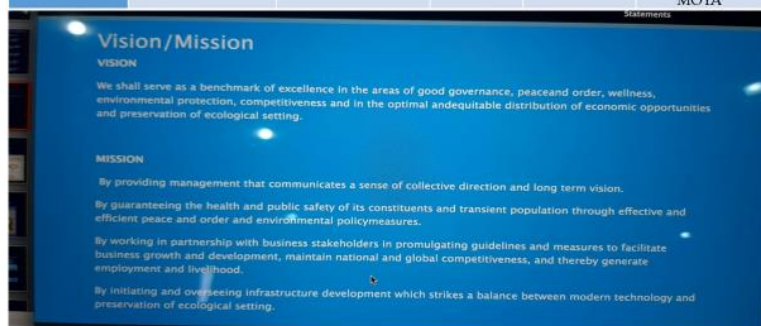 MOYA
Statements
Vision/Mission
VISION
We shall serve as a benchmark of excellence in the areas of good governance, peaceand order, wellness,
environmental protection, competitiveness and in the optimal andequitable distribution of economic opportunities
and preservation of ecological setting.
MISSION
By providing management that communicates a sense of collective direction and long term vision.
By guaranteeing the health and public safety of its constituents and transient population through effective and
efficient peace and order and environmental policymeasures.
By working in partnership with business stakeholders in promulgating guidelines and measures to facilitate
business growth and development, maintain national and global competitiveness, and thereby generate
employment and livelihood.
By initiating and overseeing infrastructure development which strikes a balance between modern technology and
preservation of ecological setting.